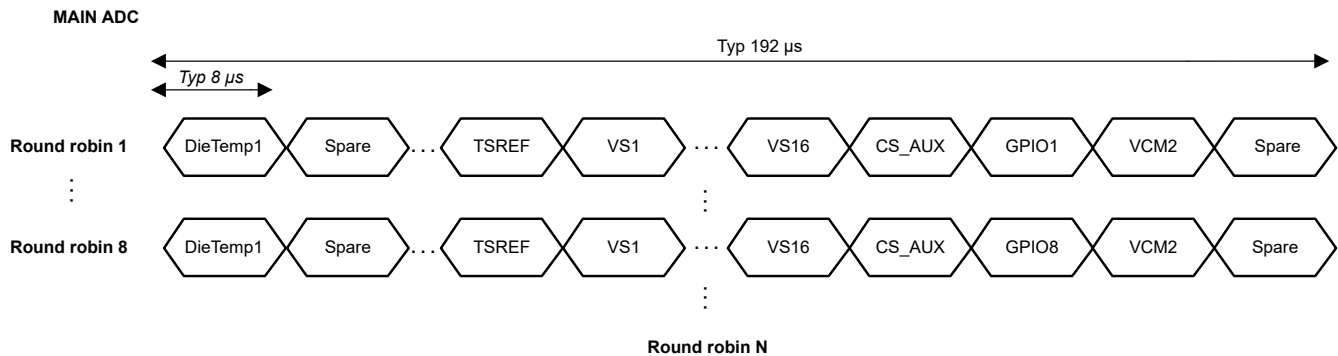 MAIN ADC
Typ 192 µs
Typ 8 µs
Round robin 1 DieTemp1 Spare ... TSREF VS1 ... VS16 CS_AUX GPIO1 VCM2 Spare
Round robin 8 DieTemp1 Spare ... TSREF VS1 ... VS16 CS_AUX GPIO8 VCM2 Spare
Round robin N